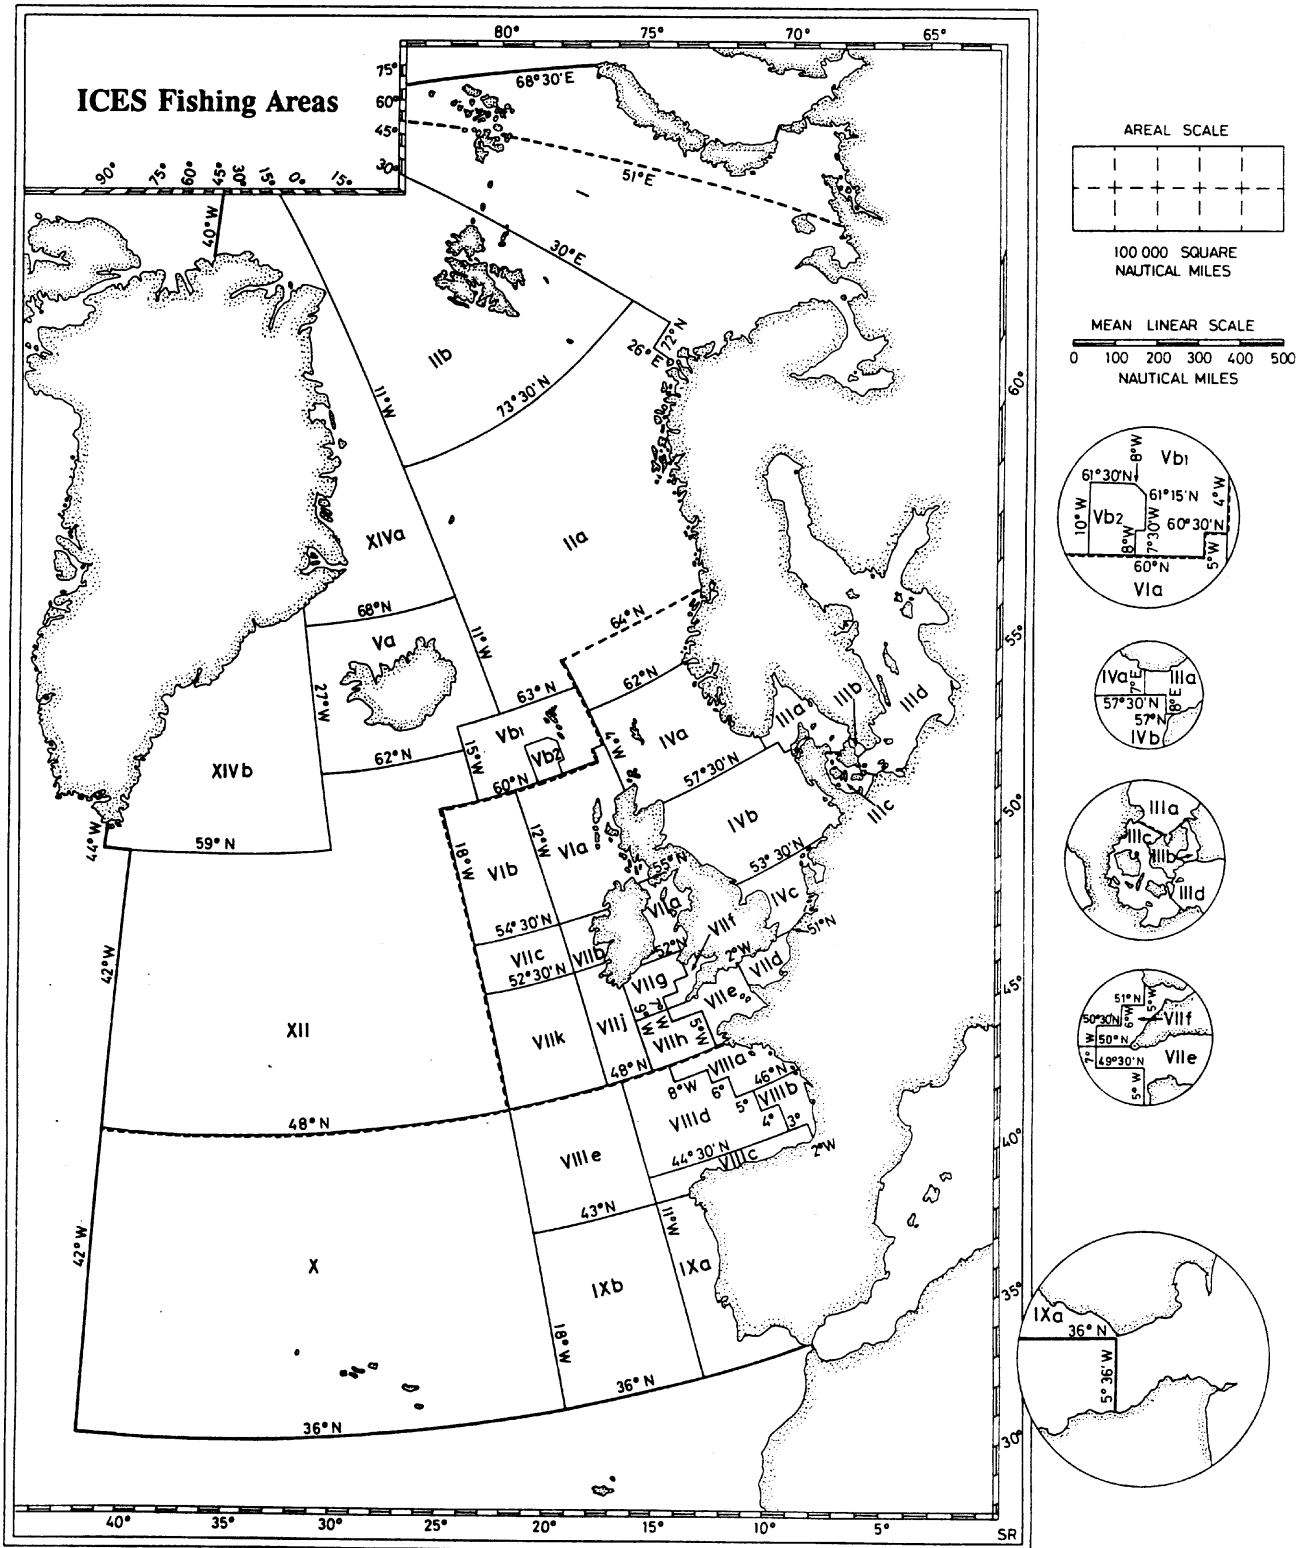 80°
75°
70°
65°
75°
60°
45°
30°
68°30'E
ICES Fishing Areas
51°E
90°
75°
60°
45°
30°
15°
0°
15°
40°W
30°E
72°N
26°E
IIb
73°30'N
11°W
60°
XIVa
IIa
68°N
64°N
55°
Va
11°W
27°W
63°N
62°N
IIIb
IIId
IIIa
Vb1
Vb2
4°W
IVa
15°W
62°N
XIVb
60°N
57°30'N
50°
IIIc
44°W
59°N
18°W
12°W
VIa
VIb
IVb
55°N
53°30'N
VIIa
IVc
54°30'N
VIIf
51°N
VIIc
VIIb
52°N
2°W
VIId
52°30'N
VIIg
VIIe
45°
42°W
XII
VIIk
VIIj
9°W
7°W
5°W
VIIh
48°N
VIIIa
46°N
8°W
6°
5°
VIIIb
48°N
VIIId
4°
3°
40°
VIIIe
44°30'N
VIIIc
2°W
43°N
11°W
42°W
X
IXb
IXa
35°
18°W
36°N
36°N
30°
40°
35°
30°
25°
20°
15°
10°
5°
SR
AREAL SCALE
100 000 SQUARE
NAUTICAL MILES
MEAN LINEAR SCALE
0 100 200 300 400 500
NAUTICAL MILES
8°W
Vb1
61°30'N
61°15'N
4°W
10°W
Vb2
60°30'N
8°W
7°30'W
5°W
60°N
VIa
IVa
7°E
IIIa
8°E
57°30'N
57°N
IVb
IIIa
IIIc
IIIb
IIId
51°N
5°W
50°30'N
6°W
VIIf
7°W
50°N
49°30'N
VIIe
5°W
IXa
36°N
5°36'W